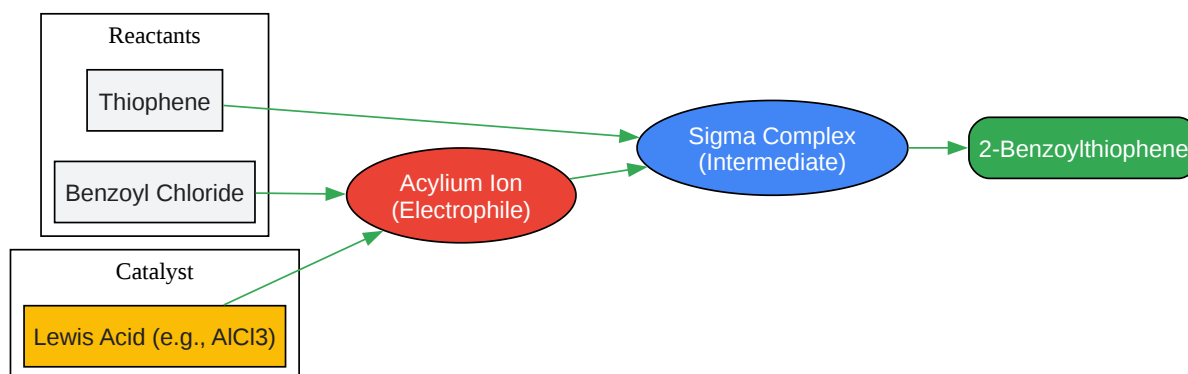 Reactants
Thiophene
Benzoyl Chloride
Catalyst
Lewis Acid (e.g., AlCl3)
Acylium Ion
(Electrophile)
Sigma Complex
(Intermediate)
2-Benzoylthiophene